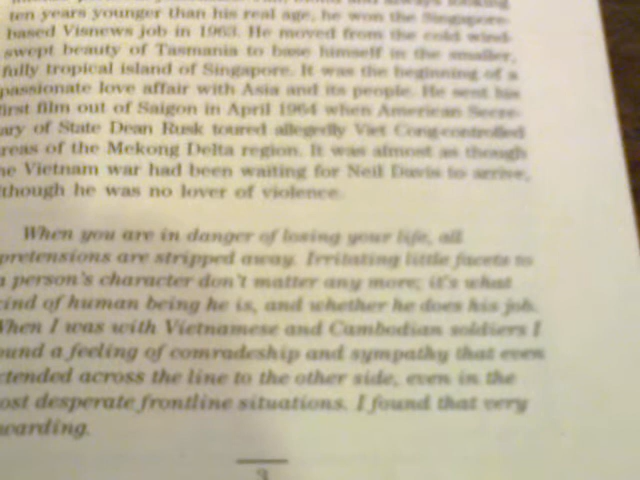 ten years younger than his real age, he won the Singapore-
based Visnews job in 1963. He moved from the cold wind-
swept beauty of Tasmania to base himself in the smaller,
fully tropical island of Singapore. It was the beginning of a
passionate love affair with Asia and its people. He sent his
first film out of Saigon in April 1964 when American Secre-
ary of State Dean Rusk toured allegedly Viet Cong-controlled
reas of the Mekong Delta region. It was almost as though
he Vietnam war had been waiting for Neil Davis to arrive,
though he was no lover of violence.
When you are in danger of losing your life, all
pretensions are stripped away. Irritating little facets to
a person's character don't matter any more; it's what
kind of human being he is, and whether he does his job.
When I was with Vietnamese and Cambodian soldiers I
ound a feeling of comradeship and sympathy that even
xtended across the line to the other side, even in the
ost desperate frontline situations. I found that very
warding.
3